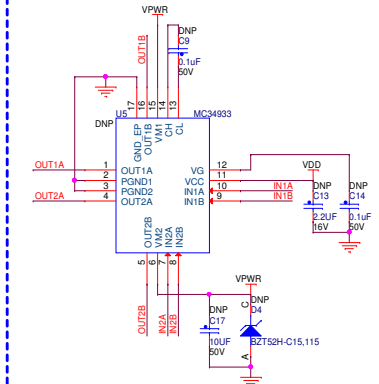 VPWR
DNP
C9
0.1uF
50V
OUT1B
17
16
15
14
13
U5
MC34933
DNP
GND_EP
OUT1B
VM1
CH
CL
OUT1A
1
OUT1A
2
PGND1
3
PGND2
OUT2A
4
OUT2A
VG
12
VCC
11
IN1A
10
IN1A
IN1B
9
IN1B
VDD
DNP
C13
2.2UF
16V
DNP
C14
0.1uF
50V
OUT2B
VM2
IN2A
IN2B
5
6
7
8
OUT2B
IN2A
IN2B
VPWR
DNP
C17
10UF
50V
C
DNP
D4
BZT52H-C15,115
A